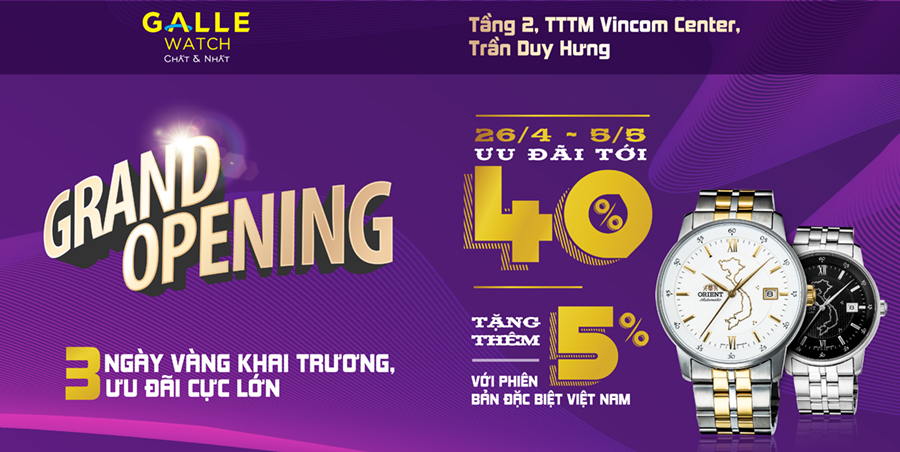 GALLE
WATCH
CHẤT & NHẤT
Tầng 2, TTTM Vincom Center,
Trần Duy Hưng
GRAND
OPENING
3 NGÀY VÀNG KHAI TRƯƠNG,
ƯU ĐÃI CỰC LỚN
26/4 ~ 5/5
ƯU ĐÃI TỚI
40%
TẶNG
THÊM
5%
VỚI PHIÊN
BẢN ĐẶC BIỆT VIỆT NAM
ORIENT
Automatic
8